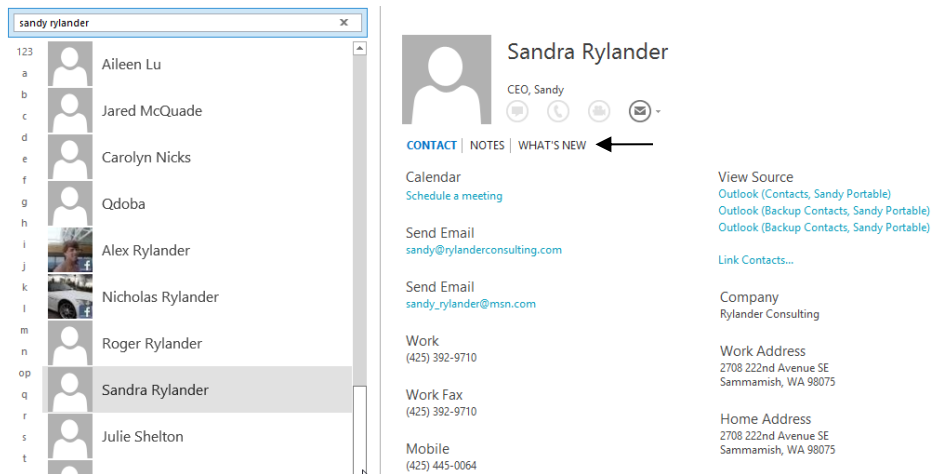 sandy rylander
123
a
b
c
d
e
f
g
h
i
j
k
l
m
n
op
q
r
s
t
Aileen Lu
Jared McQuade
Carolyn Nicks
Qdoba
Alex Rylander
Nicholas Rylander
Roger Rylander
Sandra Rylander
Julie Shelton
Sandra Rylander
CEO, Sandy
CONTACT NOTES WHAT'S NEW
Calendar
Schedule a meeting
Send Email
sandy@rylanderconsulting.com
Send Email
sandy_rylander@msn.com
Work
(425) 392-9710
Work Fax
(425) 392-9710
Mobile
(425) 445-0064
View Source
Outlook (Contacts, Sandy Portable)
Outlook (Backup Contacts, Sandy Portable)
Outlook (Backup Contacts, Sandy Portable)
Link Contacts...
Company
Rylander Consulting
Work Address
2708 222nd Avenue SE
Sammamish, WA 98075
Home Address
2708 222nd Avenue SE
Sammamish, WA 98075